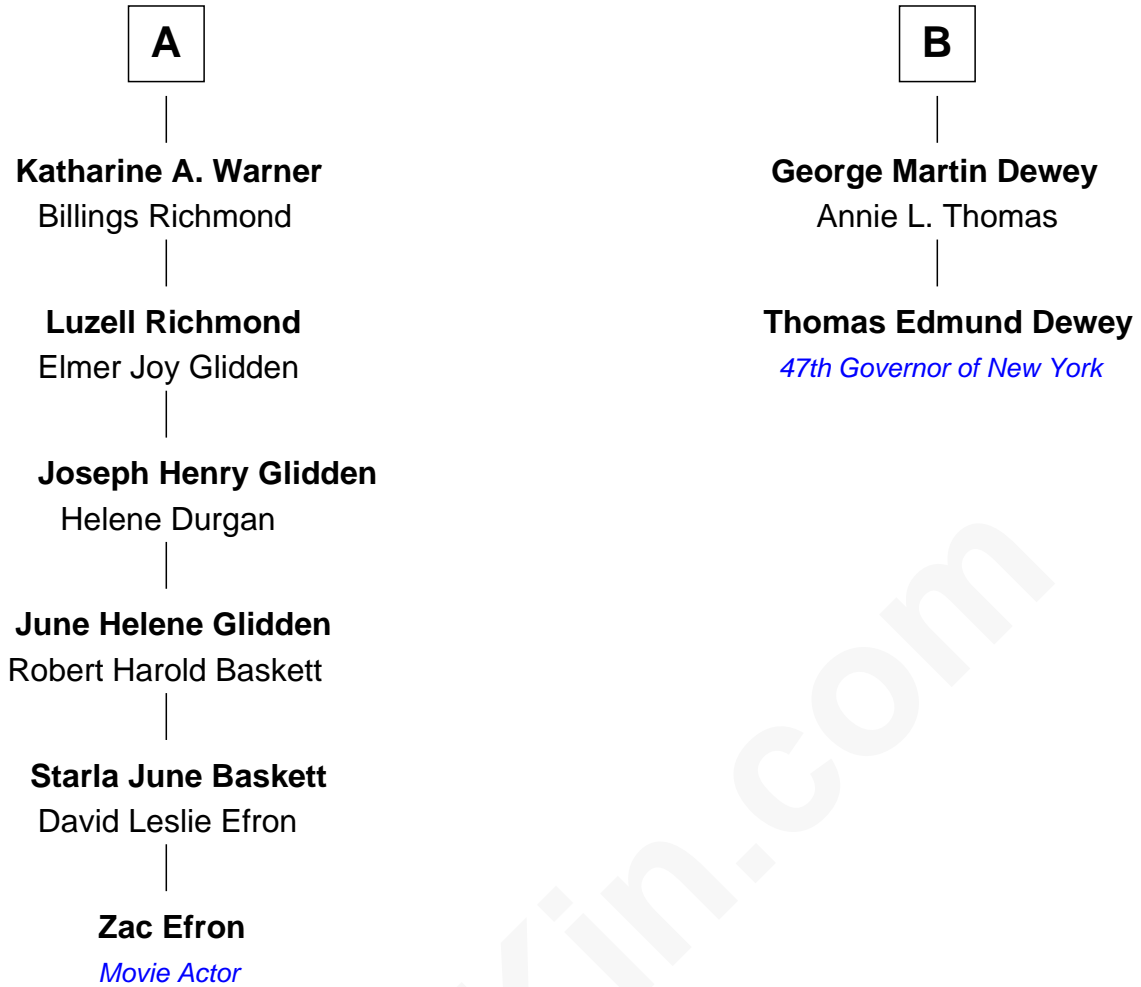 A
Katharine A. Warner
Billings Richmond
Luzell Richmond
Elmer Joy Glidden
Joseph Henry Glidden
Helene Durgan
June Helene Glidden
Robert Harold Baskett
Starla June Baskett
David Leslie Efron
Zac Efron
Movie Actor
B
George Martin Dewey
Annie L. Thomas
Thomas Edmund Dewey
47th Governor of New York
Kin.com